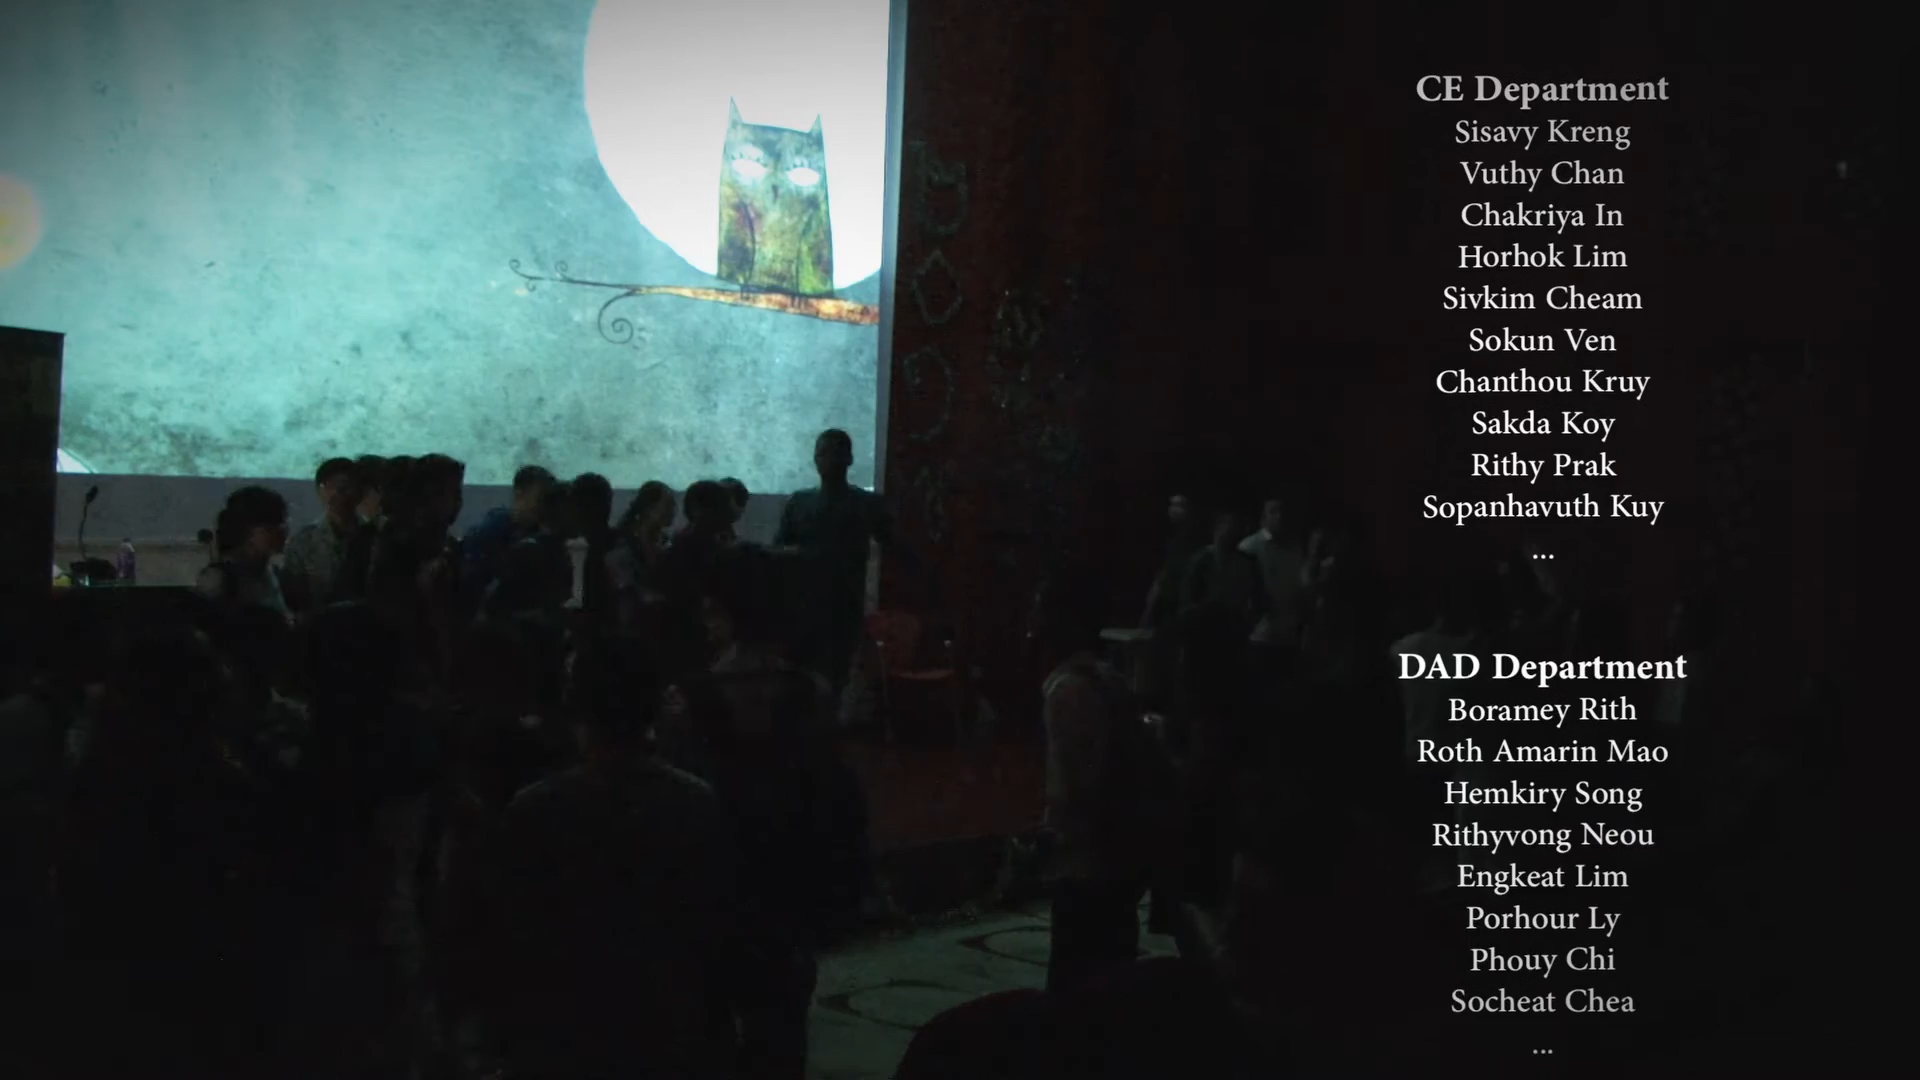 CE Department
Sisavy Kreng
Vuthy Chan
Chakriya In
Horhok Lim
Sivkim Cheam
Sokun Ven
Chanthou Kruy
Sakda Koy
Rithy Prak
Sopanhavuth Kuy
...
DAD Department
Boramey Rith
Roth Amarin Mao
Hemkiry Song
Rithyvong Neou
Engkeat Lim
Porhour Ly
Phouy Chi
Socheat Chea
...